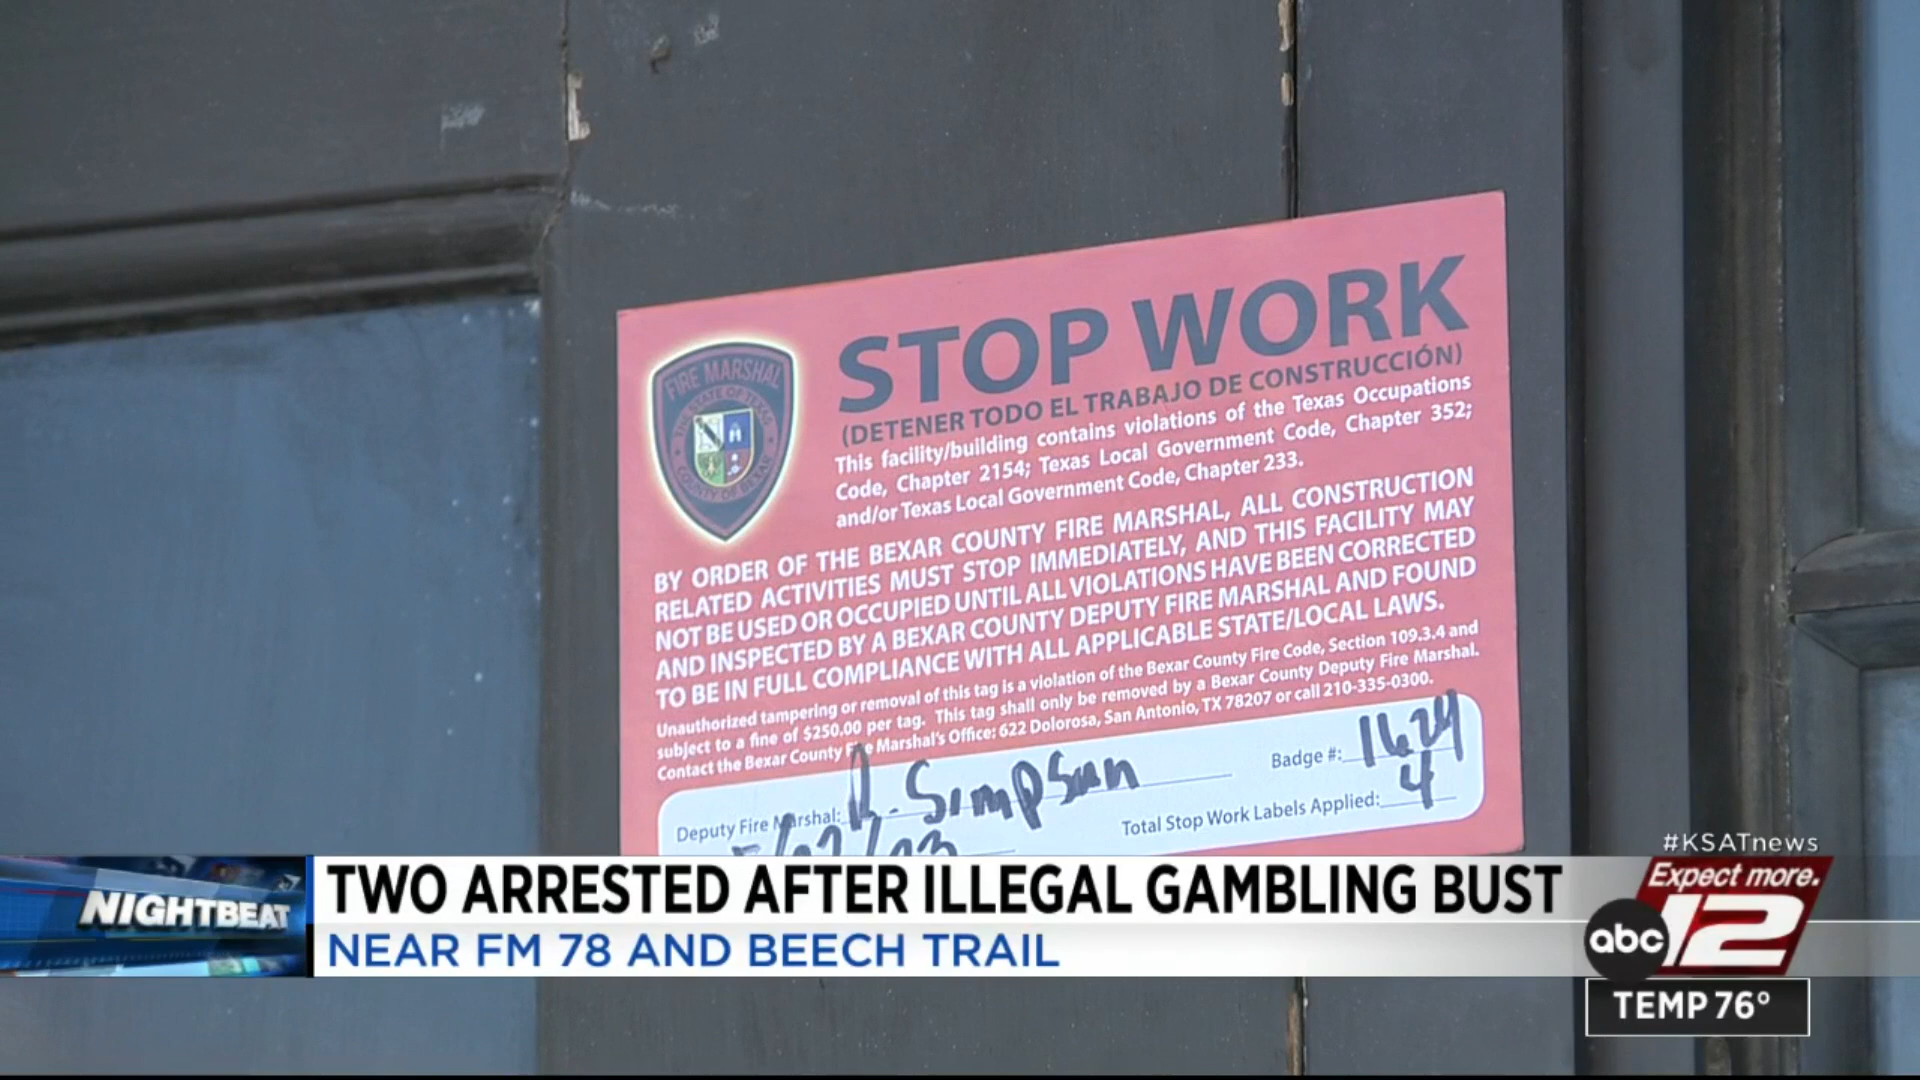 FIRE MARSHAL
THE STATE OF TEXAS
COUNTY OF BEXAR
STOP WORK
(DETENER TODO EL TRABAJO DE CONSTRUCCIÓN)
This facility/building contains violations of the Texas Occupations
Code, Chapter 2154; Texas Local Government Code, Chapter 352;
and/or Texas Local Government Code, Chapter 233.
BY ORDER OF THE BEXAR COUNTY FIRE MARSHAL, ALL CONSTRUCTION
RELATED ACTIVITIES MUST STOP IMMEDIATELY, AND THIS FACILITY MAY
NOT BE USED OR OCCUPIED UNTIL ALL VIOLATIONS HAVE BEEN CORRECTED
AND INSPECTED BY A BEXAR COUNTY DEPUTY FIRE MARSHAL AND FOUND
TO BE IN FULL COMPLIANCE WITH ALL APPLICABLE STATE/LOCAL LAWS.
Unauthorized tampering or removal of this tag is a violation of the Bexar County Fire Code, Section 109.3.4 and
subject to a fine of $250.00 per tag. This tag shall only be removed by a Bexar County Deputy Fire Marshal.
Contact the Bexar County Fire Marshal's Office: 622 Dolorosa, San Antonio, TX 78207 or call 210-335-0300.
Deputy Fire Marshal: R. Simpson Badge #: 1624
Total Stop Work Labels Applied: 4
#KSATnews
NIGHTBEAT
TWO ARRESTED AFTER ILLEGAL GAMBLING BUST
NEAR FM 78 AND BEECH TRAIL
Expect more.
abc 12
TEMP 76°